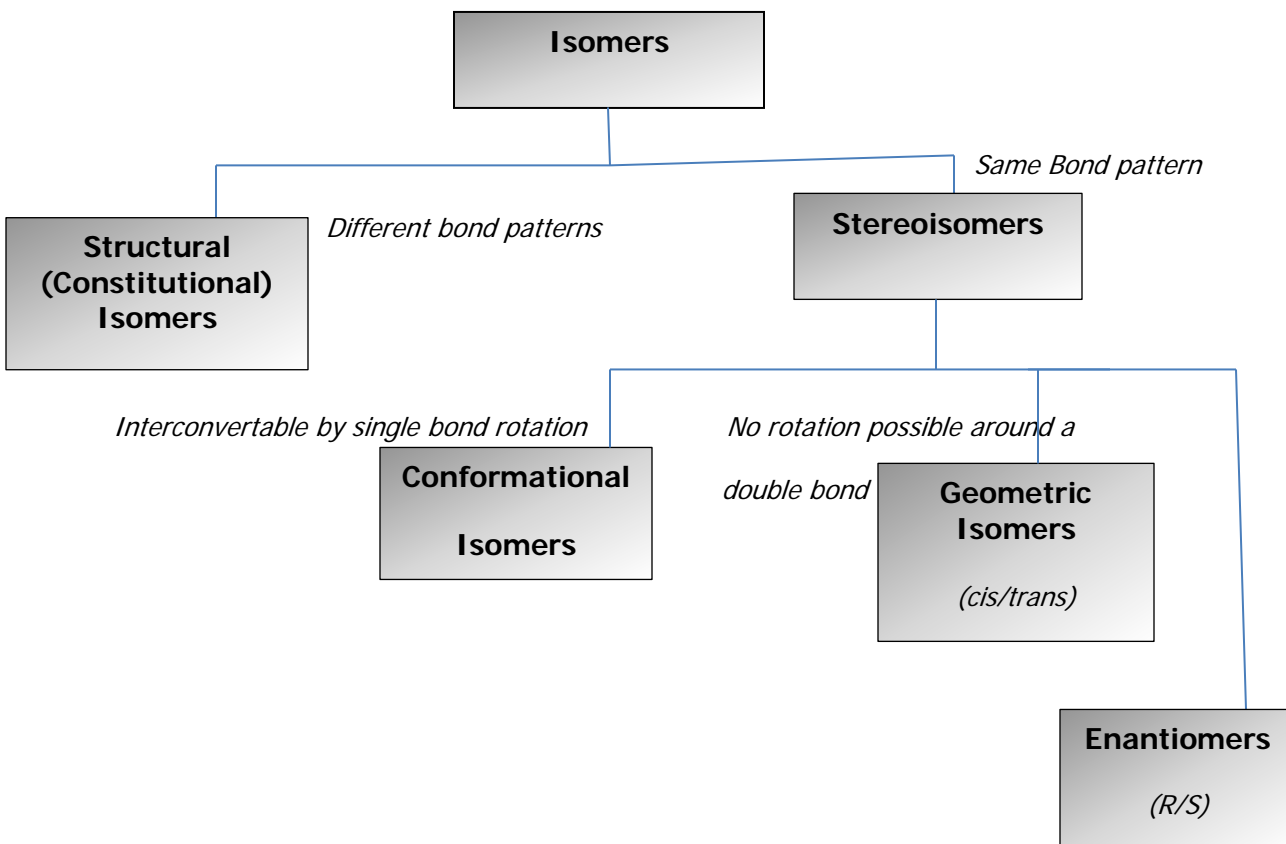 Isomers
Same Bond pattern
Different bond patterns
Structural
(Constitutional)
Isomers
Stereoisomers
Interconvertable by single bond rotation
Conformational
Isomers
No rotation possible around a
double bond
Geometric
Isomers
(cis/trans)
Enantiomers
(R/S)